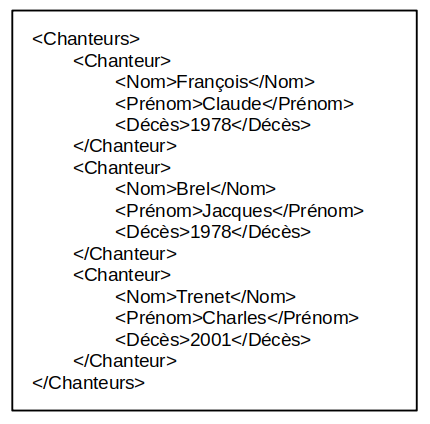 <Chanteurs>
<Chanteur>
<Nom>François</Nom>
<Prénom>Claude</Prénom>
<Décès>1978</Décès>
</Chanteur>
<Chanteur>
<Nom>Brel</Nom>
<Prénom>Jacques</Prénom>
<Décès>1978</Décès>
</Chanteur>
<Chanteur>
<Nom>Trenet</Nom>
<Prénom>Charles</Prénom>
<Décès>2001</Décès>
</Chanteur>
</Chanteurs>